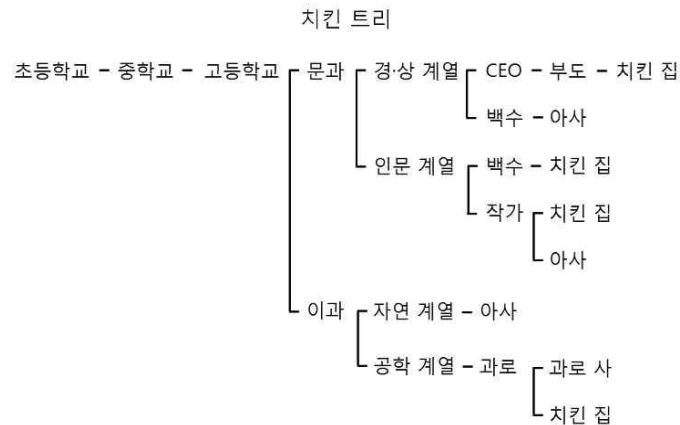 치킨 트리
초등학교 - 중학교 - 고등학교 문과 경·상 계열 CEO - 부도 - 치킨 집
백수 - 아사
인문 계열 백수 - 치킨 집
작가 치킨 집
아사
이과 자연 계열 - 아사
공학 계열 - 과로 과로 사
치킨 집